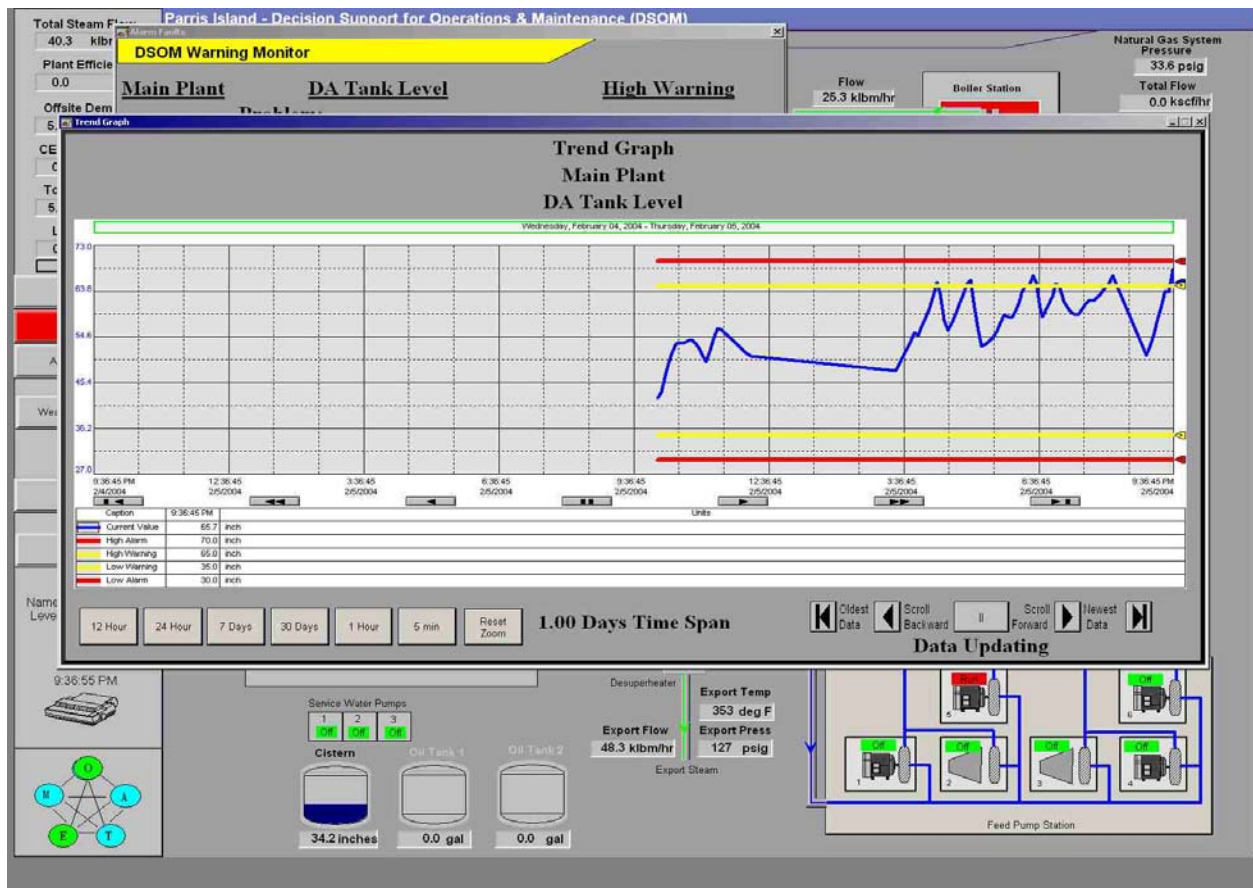 Parris Island - Decision Support for Operations & Maintenance (DSOM)
Total Steam
40.3 klbr
Plant Efficie
0.0
Offsite Dem
5.
CE
To
5.
Alarm Faults
DSOM Warning Monitor
Main Plant DA Tank Level High Warning
Flow
25.3 klbm/hr
Boiler Station
Natural Gas System
Pressure
33.6 psig
Total Flow
0.0 kscf/hr
Trend Graph
Trend Graph
Main Plant
DA Tank Level
Wednesday, February 04, 2004 - Thursday, February 05, 2004
73.0
63.8
54.6
45.4
36.2
27.0
9:36:45 PM 12:36:45 3:36:45 6:36:45 9:36:45 12:36:45 3:36:45 6:36:45 9:36:45 PM
2/4/2004 2/5/2004 2/5/2004 2/5/2004 2/5/2004 2/5/2004 2/5/2004 2/5/2004 2/5/2004
Caption 9:36:45 PM Units
Current Value 65.7 inch
High Alarm 70.0 inch
High Warning 65.0 inch
Low Warning 35.0 inch
Low Alarm 30.0 inch
12 Hour 24 Hour 7 Days 30 Days 1 Hour 5 min Reset Zoom
1.00 Days Time Span
Oldest Data Scroll Backward Scroll Forward Newest Data
Data Updating
A
Wea
Name
Leve
9:36:55 PM
O
M A
E T
Service Water Pumps
1 2 3
Off Off Off
Cistern Oil Tank 1 Oil Tank 2
34.2 inches 0.0 gal 0.0 gal
Desuperheater
Export Temp
353 deg F
Export Flow Export Press
48.3 klbm/hr 127 psig
Export Steam
Run Off
5 6
Off Off Off Off
1 2 3 4
Feed Pump Station